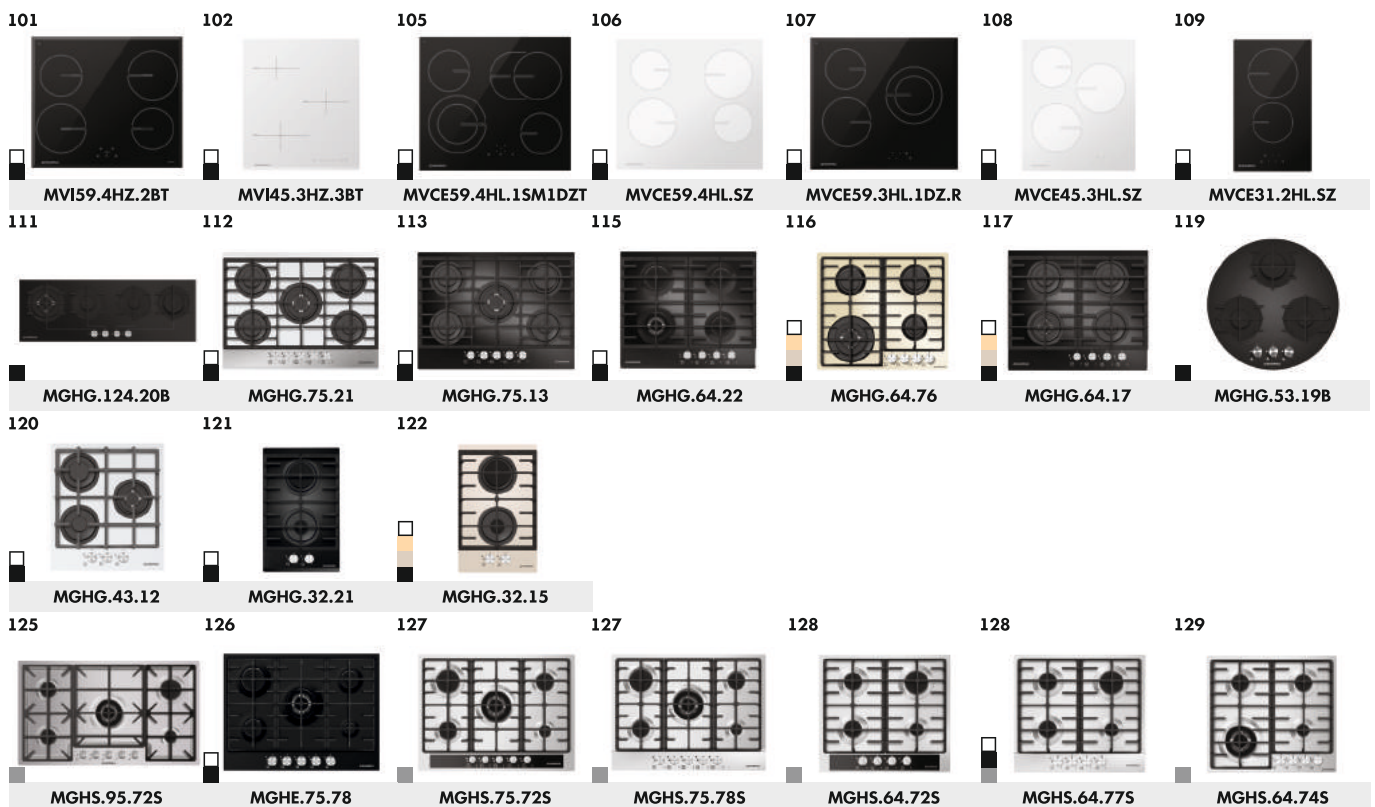 101 102 105 106 107 108 109
MVI59.4HZ.2BT MVI45.3HZ.3BT MVCE59.4HL.1SM1DZT MVCE59.4HL.SZ MVCE59.3HL.1DZ.R MVCE45.3HL.SZ MVCE31.2HL.SZ
111 112 113 115 116 117 119
MGHG.124.20B MGHG.75.21 MGHG.75.13 MGHG.64.22 MGHG.64.76 MGHG.64.17 MGHG.53.19B
120 121 122
MGHG.43.12 MGHG.32.21 MGHG.32.15
125 126 127 127 128 128 129
MGHS.95.72S MGHE.75.78 MGHS.75.72S MGHS.75.78S MGHS.64.72S MGHS.64.77S MGHS.64.74S